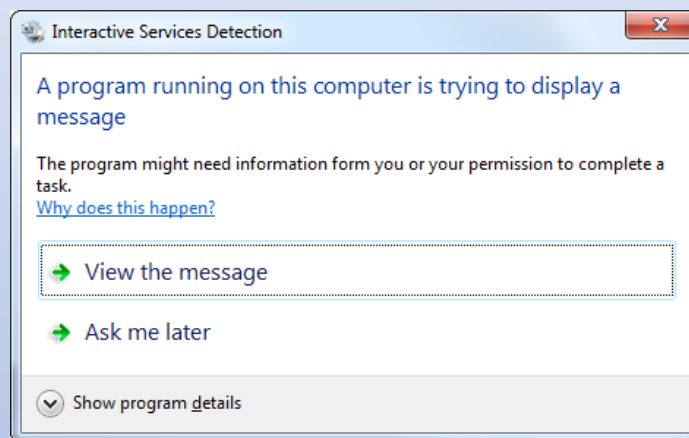 Interactive Services Detection
A program running on this computer is trying to display a
message
The program might need information form you or your permission to complete a
task.
Why does this happen?
View the message
Ask me later
Show program details